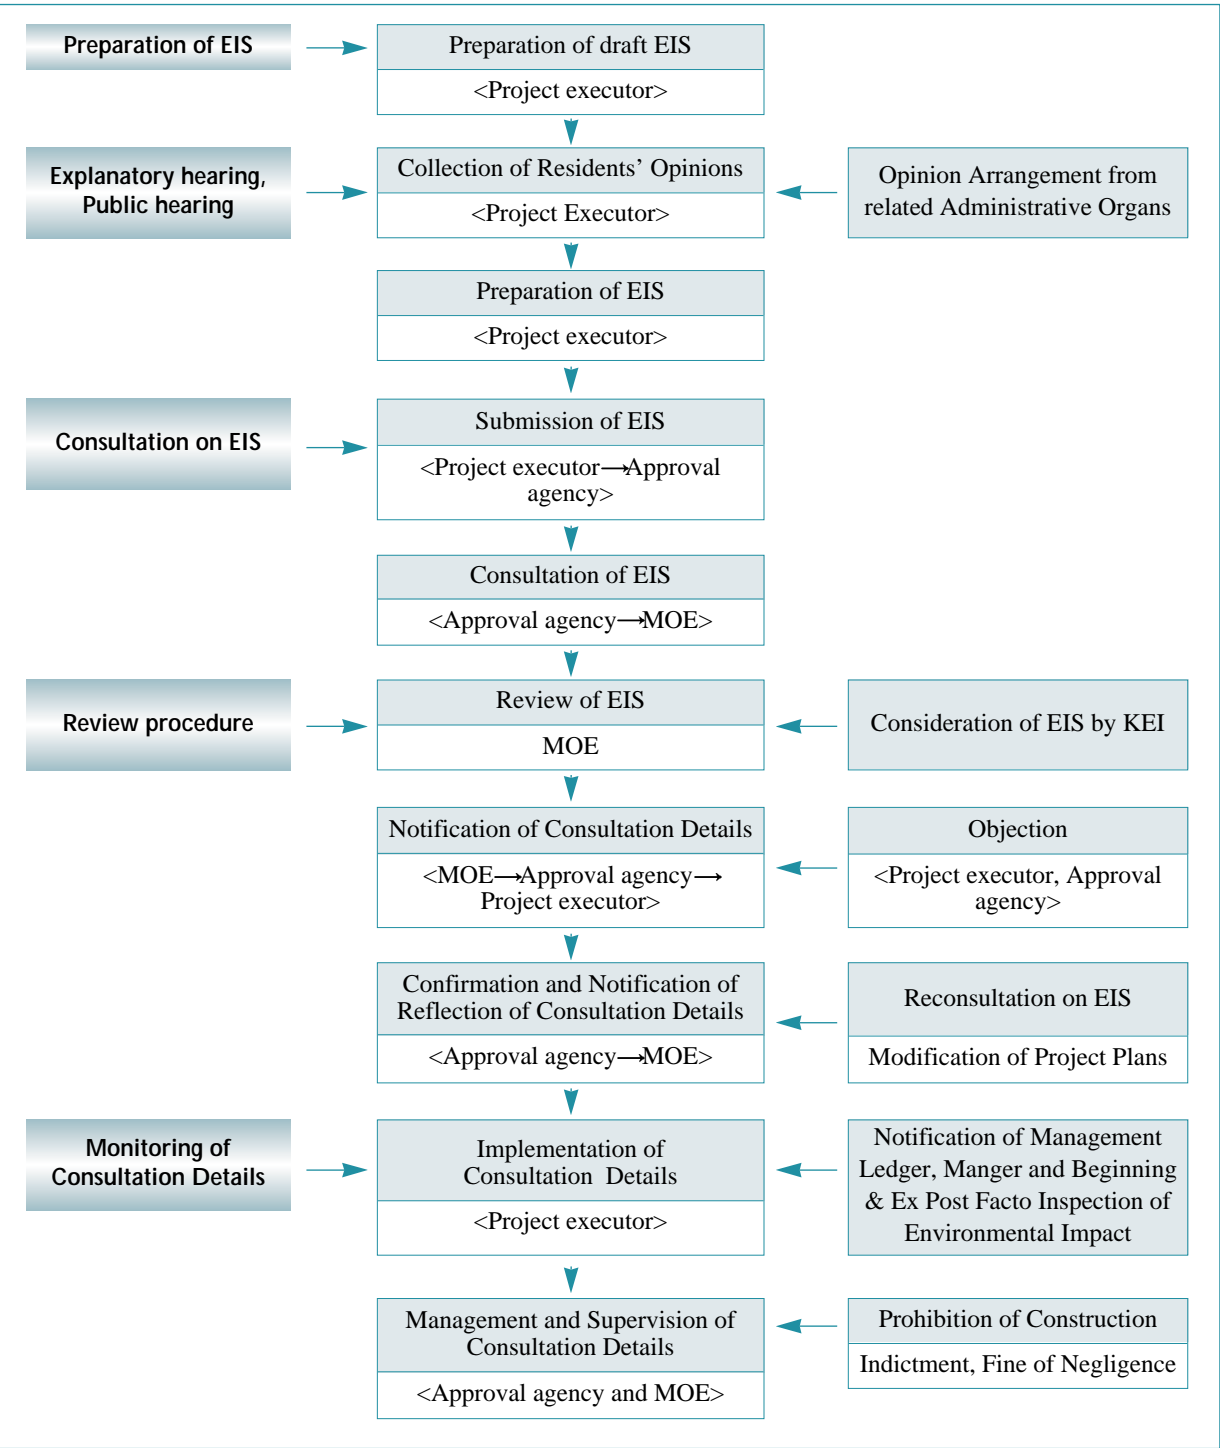 Preparation of EIS
Preparation of draft EIS
<Project executor>
Explanatory hearing,
Public hearing
Collection of Residents’ Opinions
<Project Executor>
Opinion Arrangement from
related Administrative Organs
Preparation of EIS
<Project executor>
Consultation on EIS
Submission of EIS
<Project executor→Approval
agency>
Consultation of EIS
<Approval agency→MOE>
Review procedure
Review of EIS
MOE
Consideration of EIS by KEI
Notification of Consultation Details
<MOE→Approval agency→
Project executor>
Objection
<Project executor, Approval
agency>
Confirmation and Notification of
Reflection of Consultation Details
<Approval agency→MOE>
Reconsultation on EIS
Modification of Project Plans
Monitoring of
Consultation Details
Implementation of
Consultation Details
<Project executor>
Notification of Management
Ledger, Manger and Beginning
& Ex Post Facto Inspection of
Environmental Impact
Management and Supervision of
Consultation Details
<Approval agency and MOE>
Prohibition of Construction
Indictment, Fine of Negligence